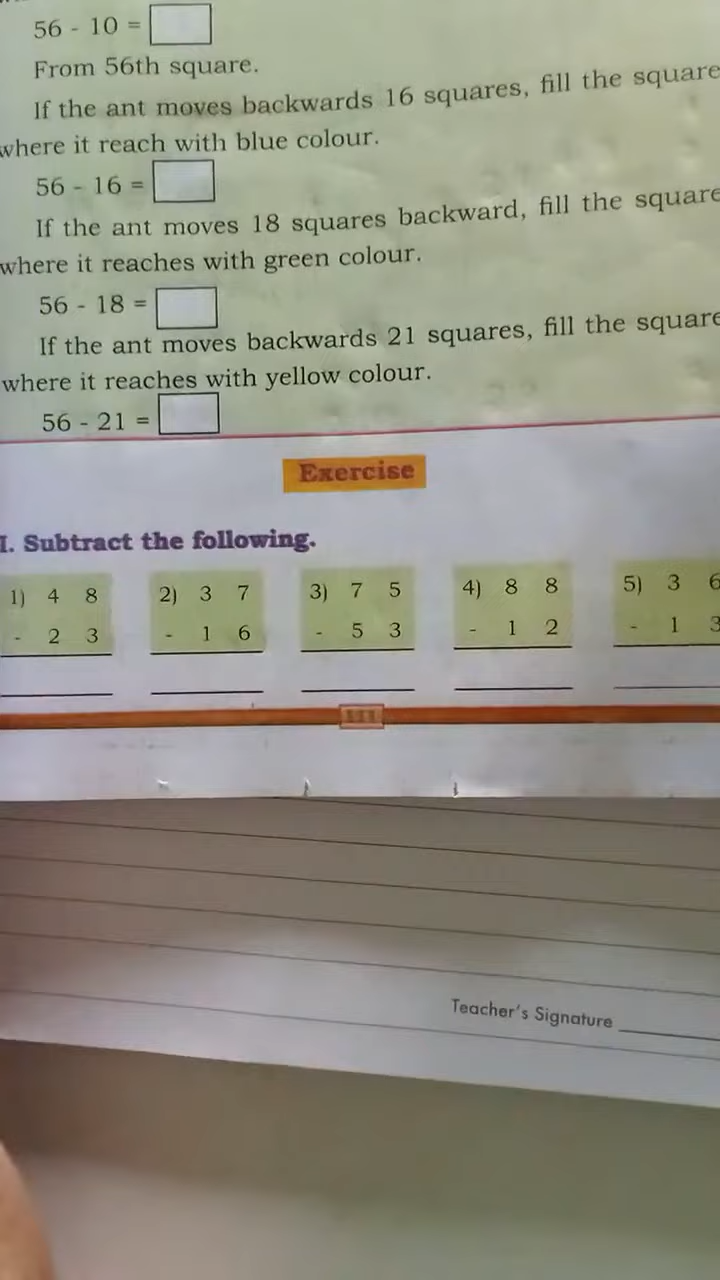 56 - 10 =
From 56th square.
If the ant moves backwards 16 squares, fill the square
where it reach with blue colour.
56 - 16 =
If the ant moves 18 squares backward, fill the square
where it reaches with green colour.
56 - 18 =
If the ant moves backwards 21 squares, fill the square
where it reaches with yellow colour.
56 - 21 =
Exercise
I. Subtract the following.
1) 4 8 2) 3 7 3) 7 5 4) 8 8 5) 3 6
- 2 3 - 1 6 - 5 3 - 1 2 - 1 3
111
Teacher's Signature